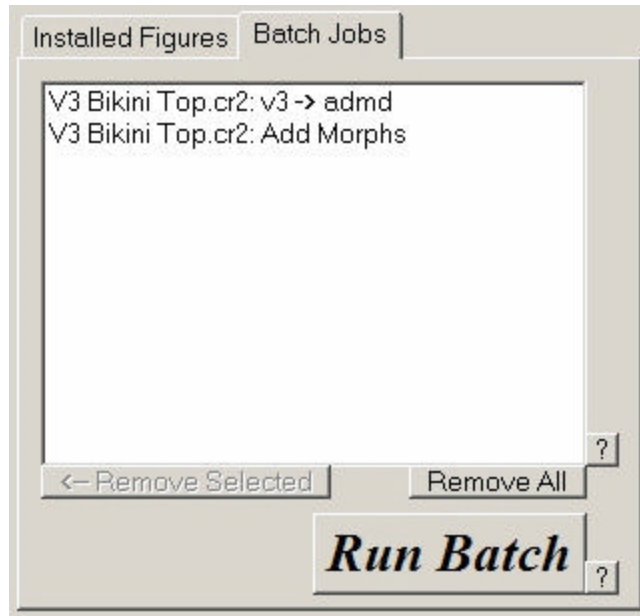 Installed Figures
Batch Jobs
V3 Bikini Top.cr2: v3 -> admd
V3 Bikini Top.cr2: Add Morphs
?
<-- Remove Selected
Remove All
Run Batch
?